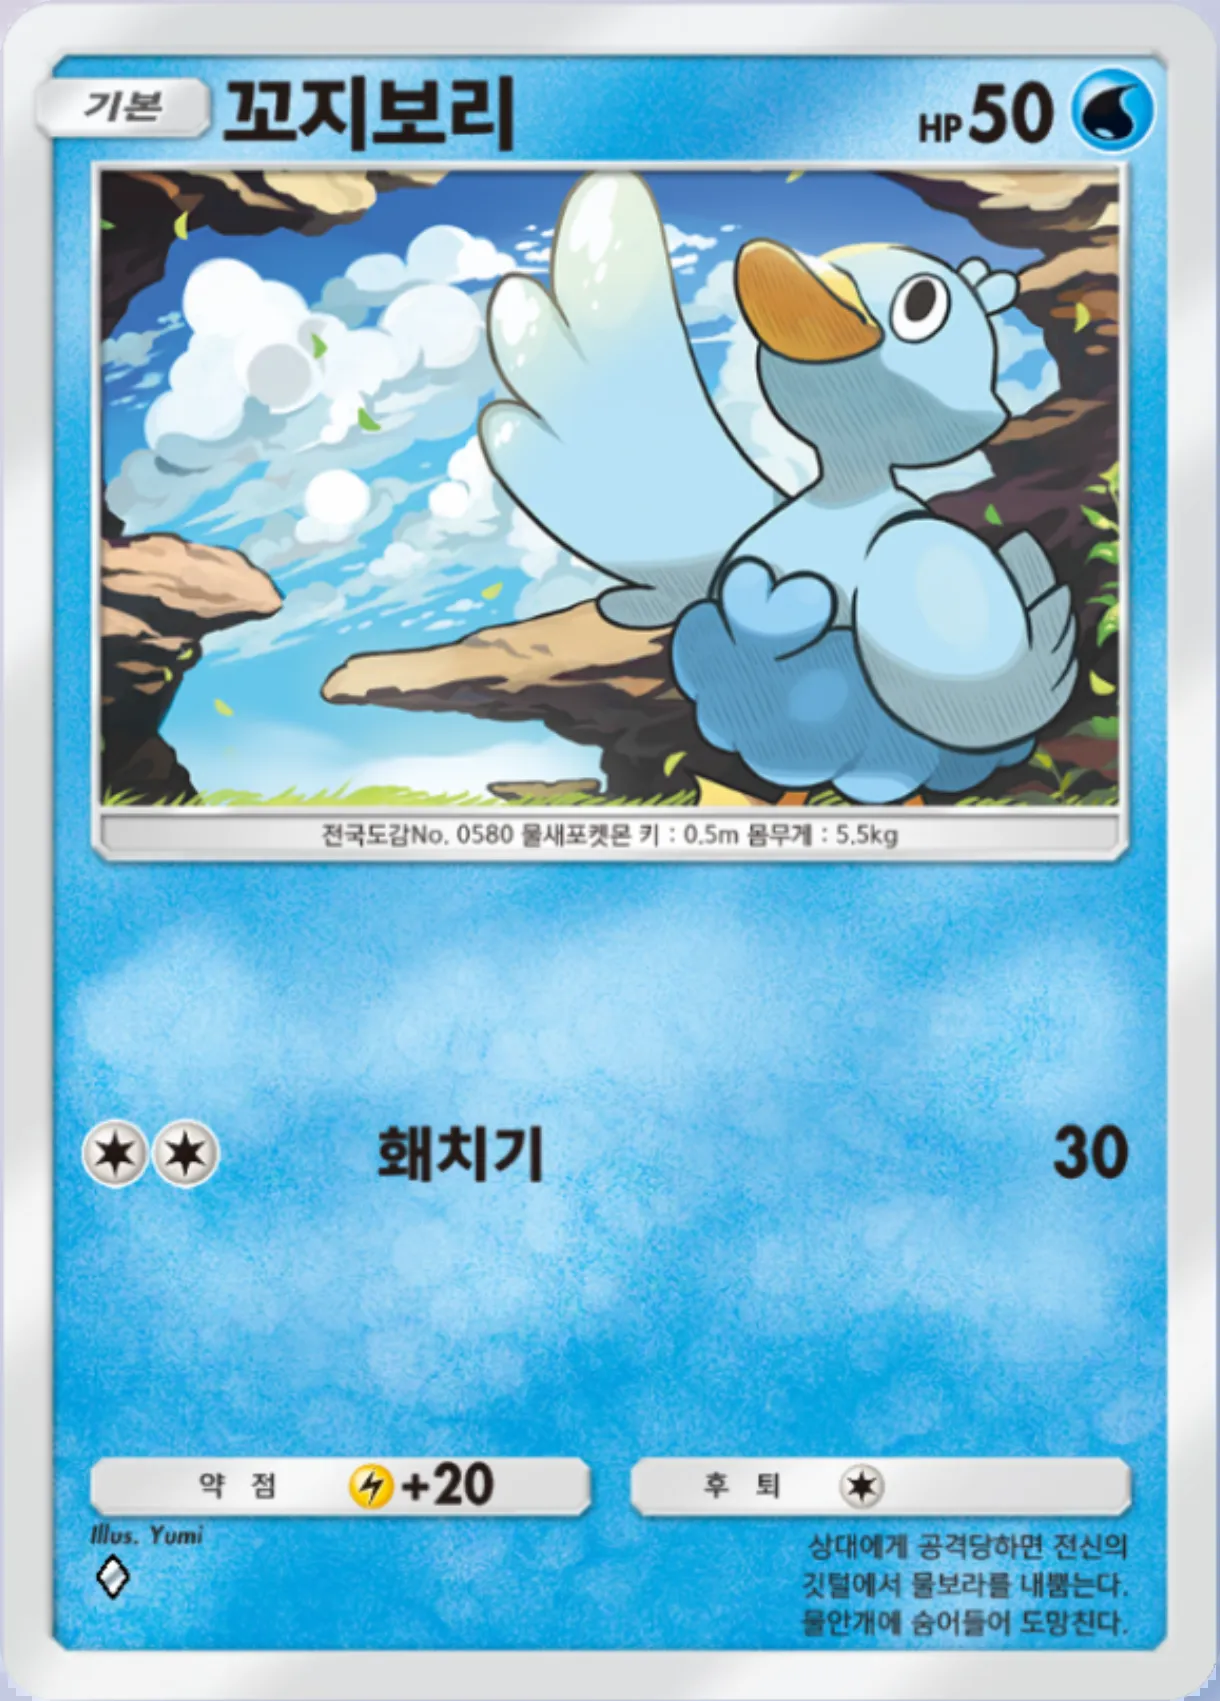 기본 꼬지보리 HP 50
전국도감No. 0580 물새포켓몬 키 : 0.5m 몸무게 : 5.5kg
홰치기 30
약 점 +20 후 퇴
Illus. Yumi
상대에게 공격당하면 전신의
깃털에서 물보라를 내뿜는다.
물안개에 숨어들어 도망친다.